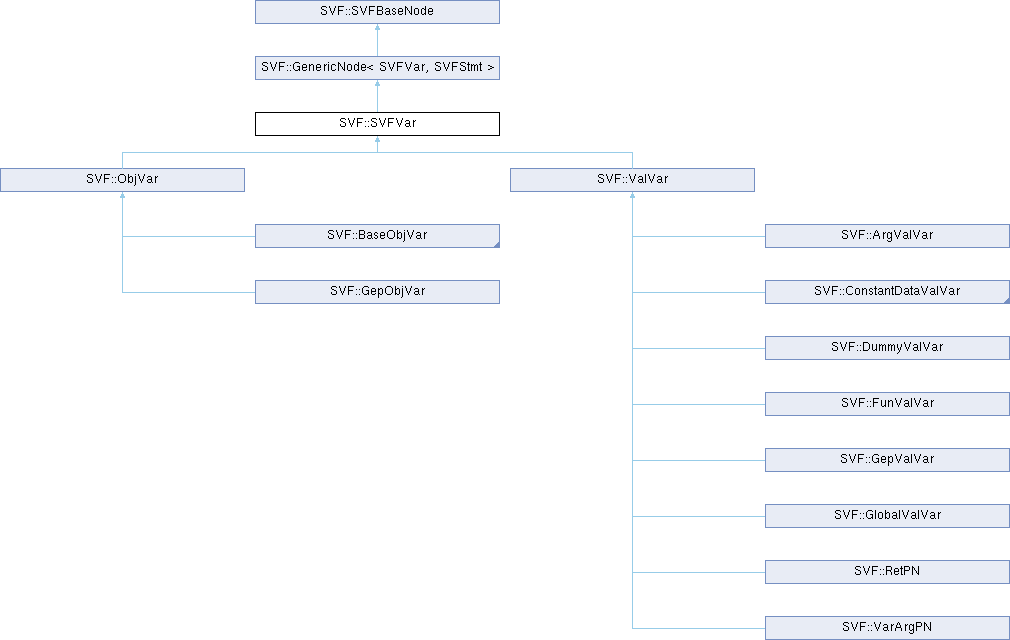 SVF::SVFBaseNode
SVF::GenericNode< SVFVar, SVFStmt >
SVF::SVFVar
SVF::ObjVar
SVF::ValVar
SVF::BaseObjVar
SVF::ArgValVar
SVF::GepObjVar
SVF::ConstantDataValVar
SVF::DummyValVar
SVF::FunValVar
SVF::GepValVar
SVF::GlobalValVar
SVF::RetPN
SVF::VarArgPN